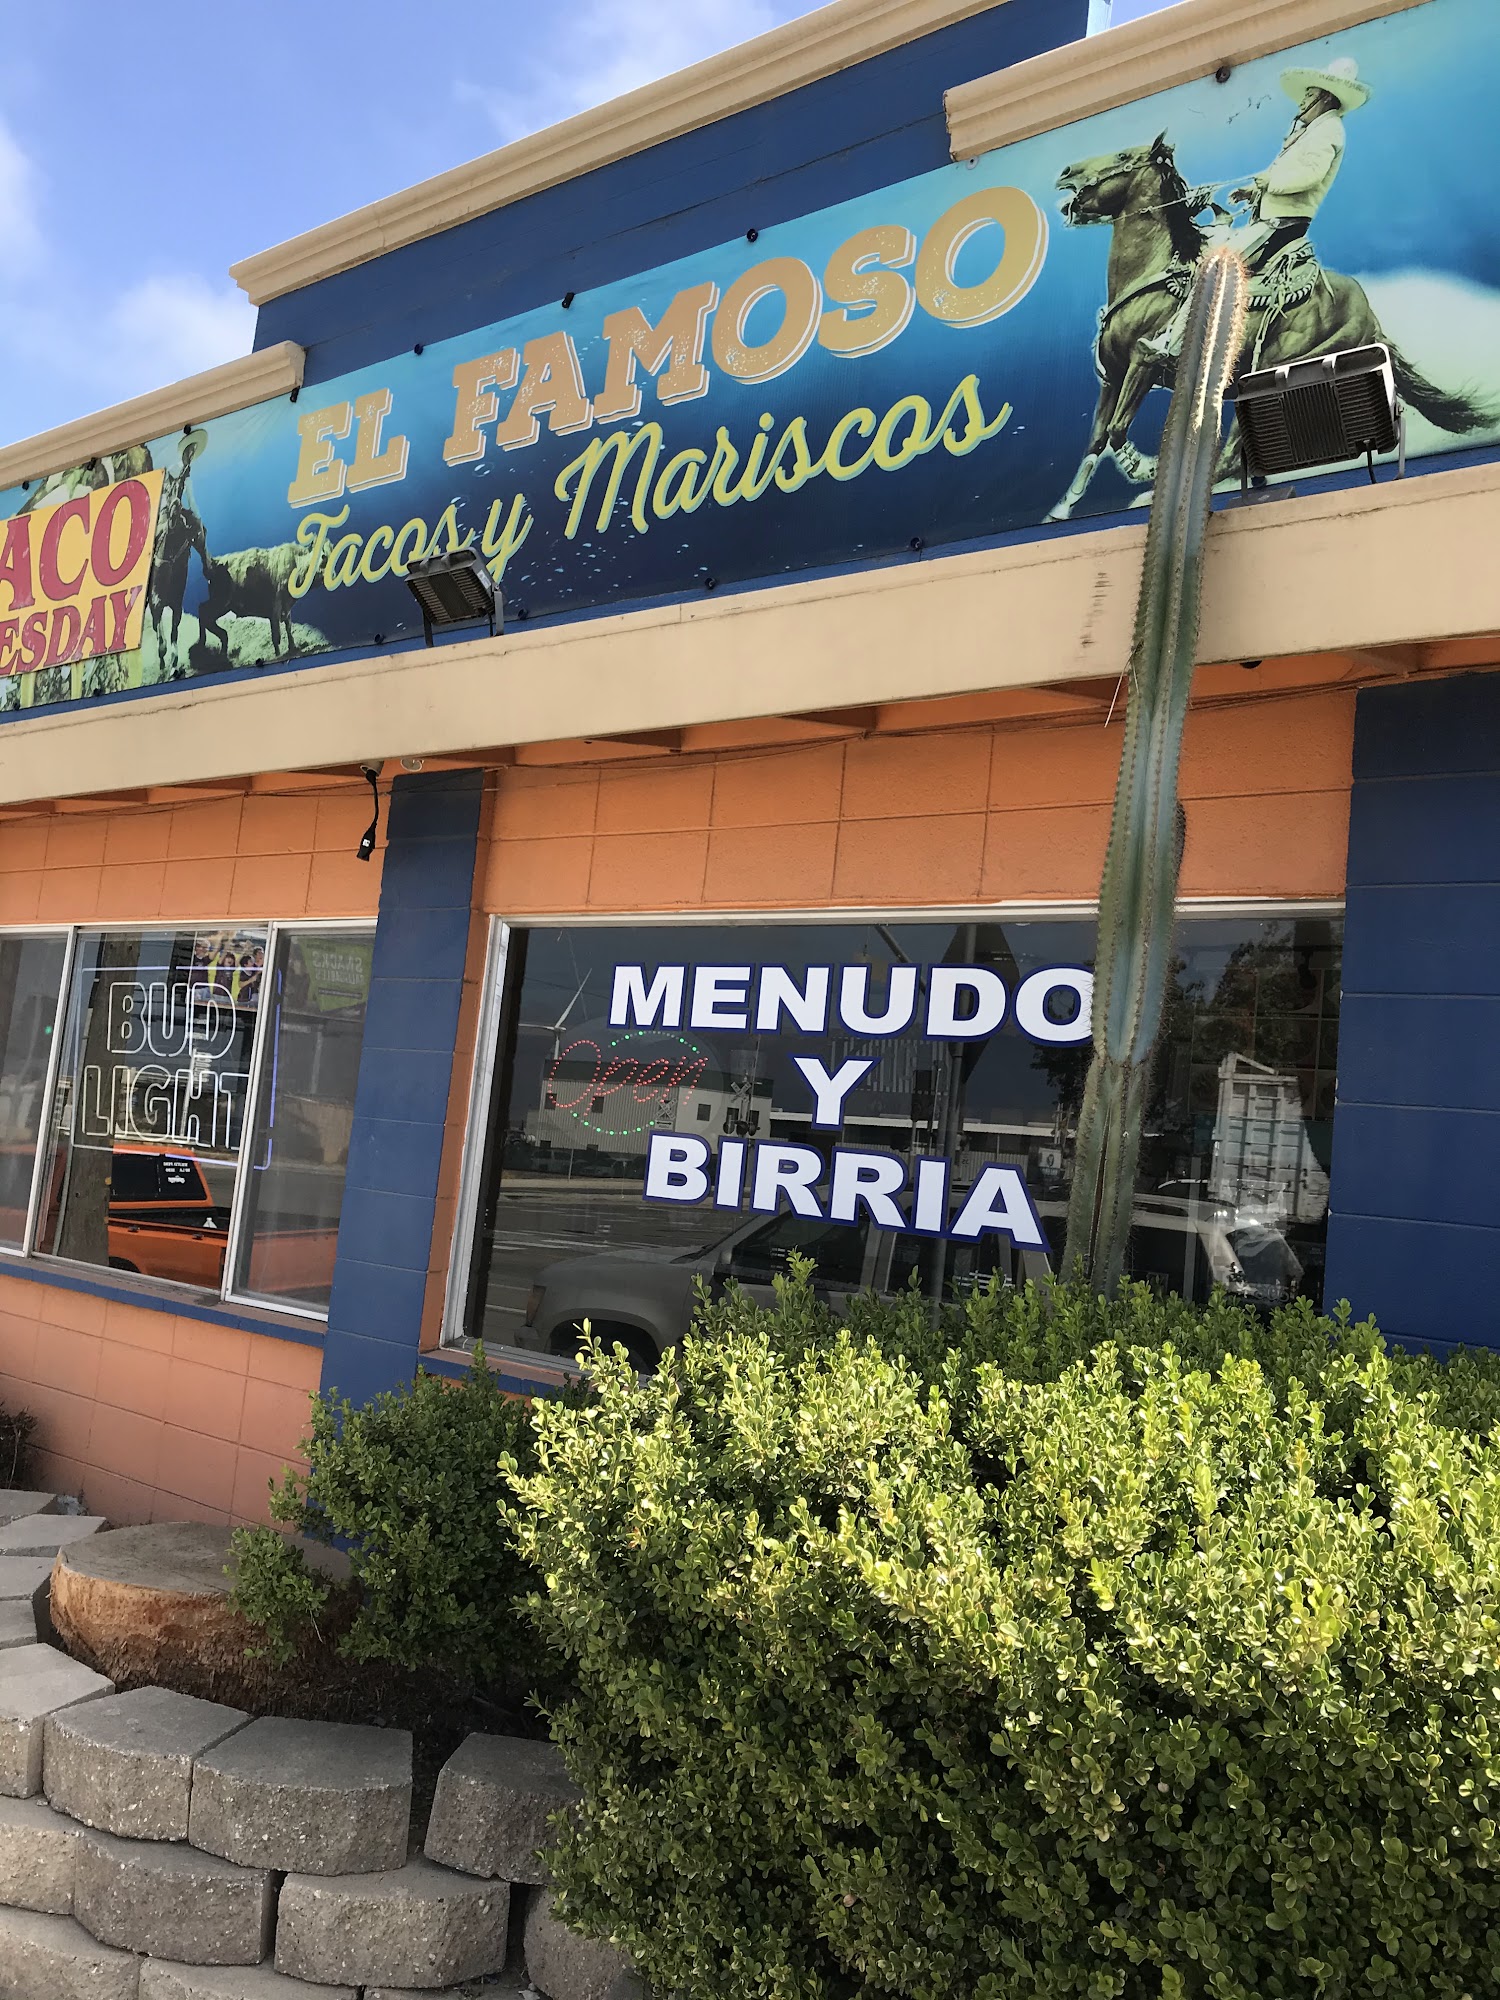 EL FAMOSO
Tacos y Mariscos
ACO
ESDAY
BUD
LIGHT
Open
MENUDO
Y
BIRRIA